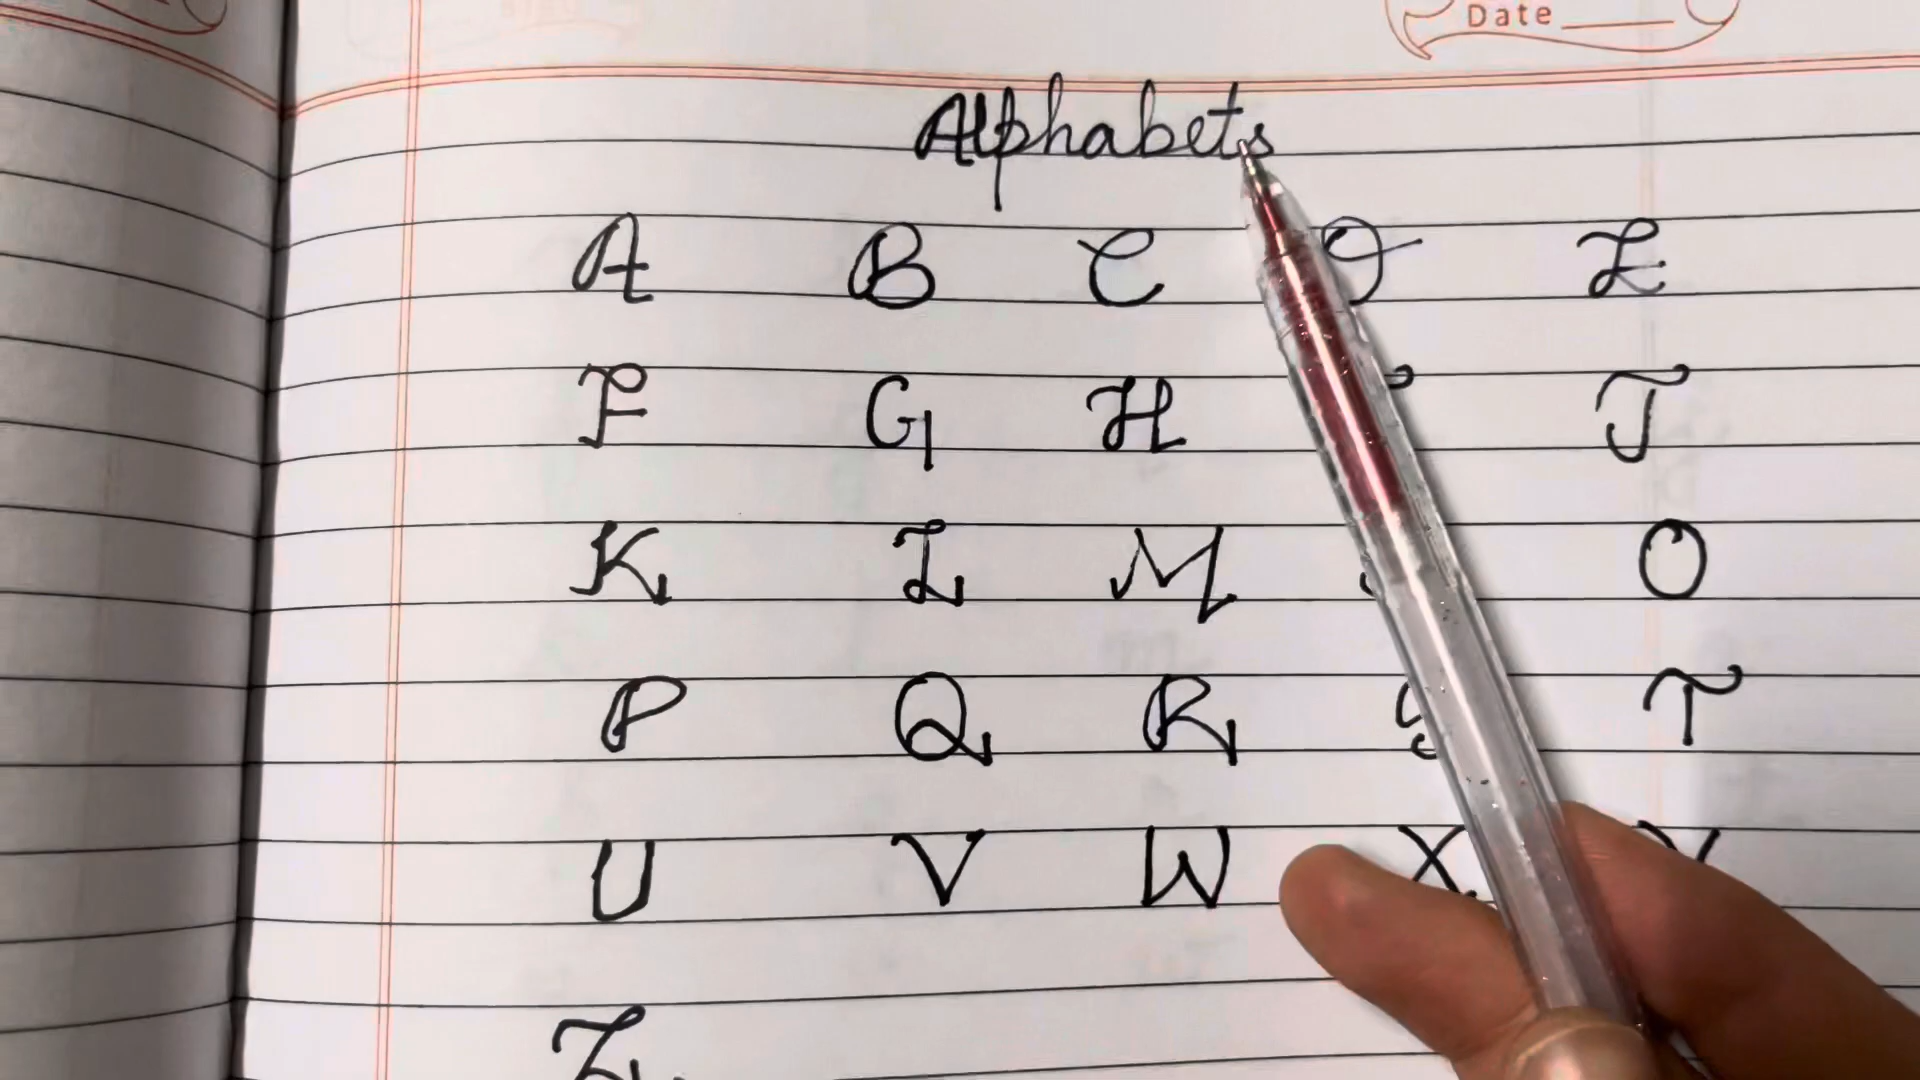 Date
Alphabets
A B C D E
F G H J
K L M O
P Q R S T
U V W X Y
Z